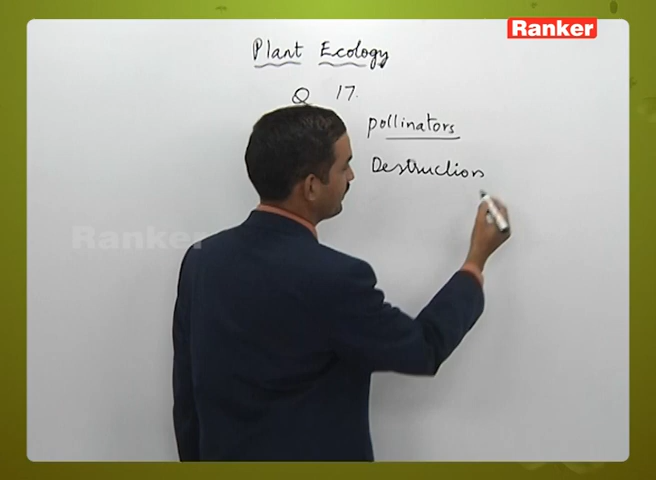 Ranker
Plant Ecology
Q 17.
pollinators
Destruction
Ranker